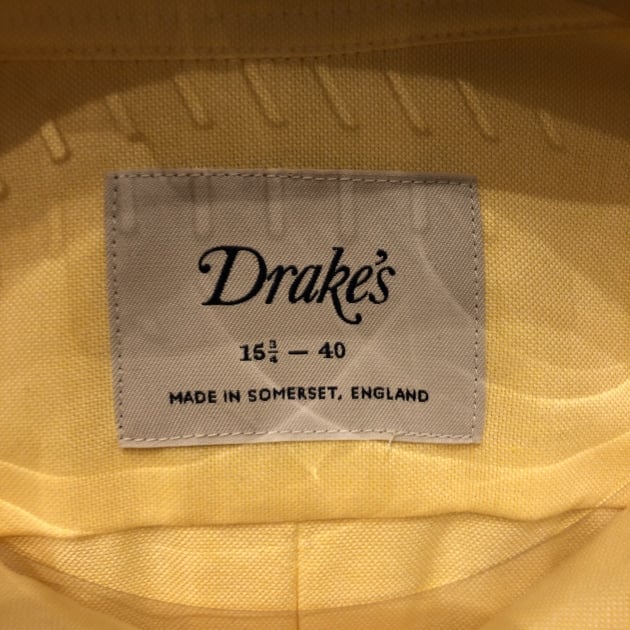 Drake's
15¾ — 40
MADE IN SOMERSET, ENGLAND